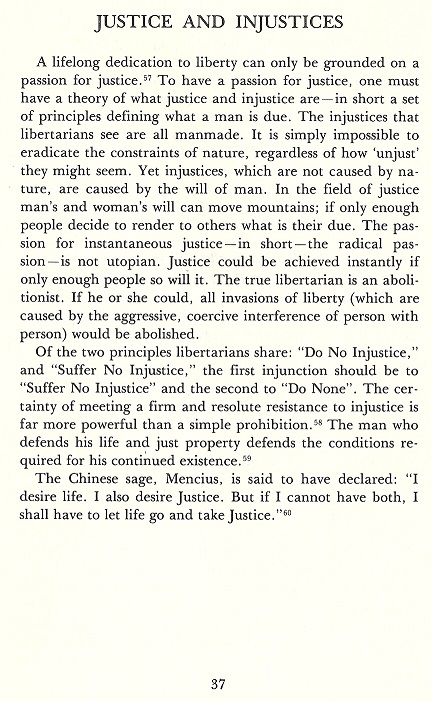 JUSTICE AND INJUSTICES
A lifelong dedication to liberty can only be grounded on a
passion for justice.⁵⁷ To have a passion for justice, one must
have a theory of what justice and injustice are—in short a set
of principles defining what a man is due. The injustices that
libertarians see are all manmade. It is simply impossible to
eradicate the constraints of nature, regardless of how ‘unjust’
they might seem. Yet injustices, which are not caused by na-
ture, are caused by the will of man. In the field of justice
man's and woman's will can move mountains; if only enough
people decide to render to others what is their due. The pas-
sion for instantaneous justice—in short—the radical pas-
sion—is not utopian. Justice could be achieved instantly if
only enough people so will it. The true libertarian is an aboli-
tionist. If he or she could, all invasions of liberty (which are
caused by the aggressive, coercive interference of person with
person) would be abolished.
Of the two principles libertarians share: “Do No Injustice,”
and “Suffer No Injustice,” the first injunction should be to
“Suffer No Injustice” and the second to “Do None”. The cer-
tainty of meeting a firm and resolute resistance to injustice is
far more powerful than a simple prohibition.⁵⁸ The man who
defends his life and just property defends the conditions re-
quired for his continued existence.⁵⁹
The Chinese sage, Mencius, is said to have declared: “I
desire life. I also desire Justice. But if I cannot have both, I
shall have to let life go and take Justice.”⁶⁰
37